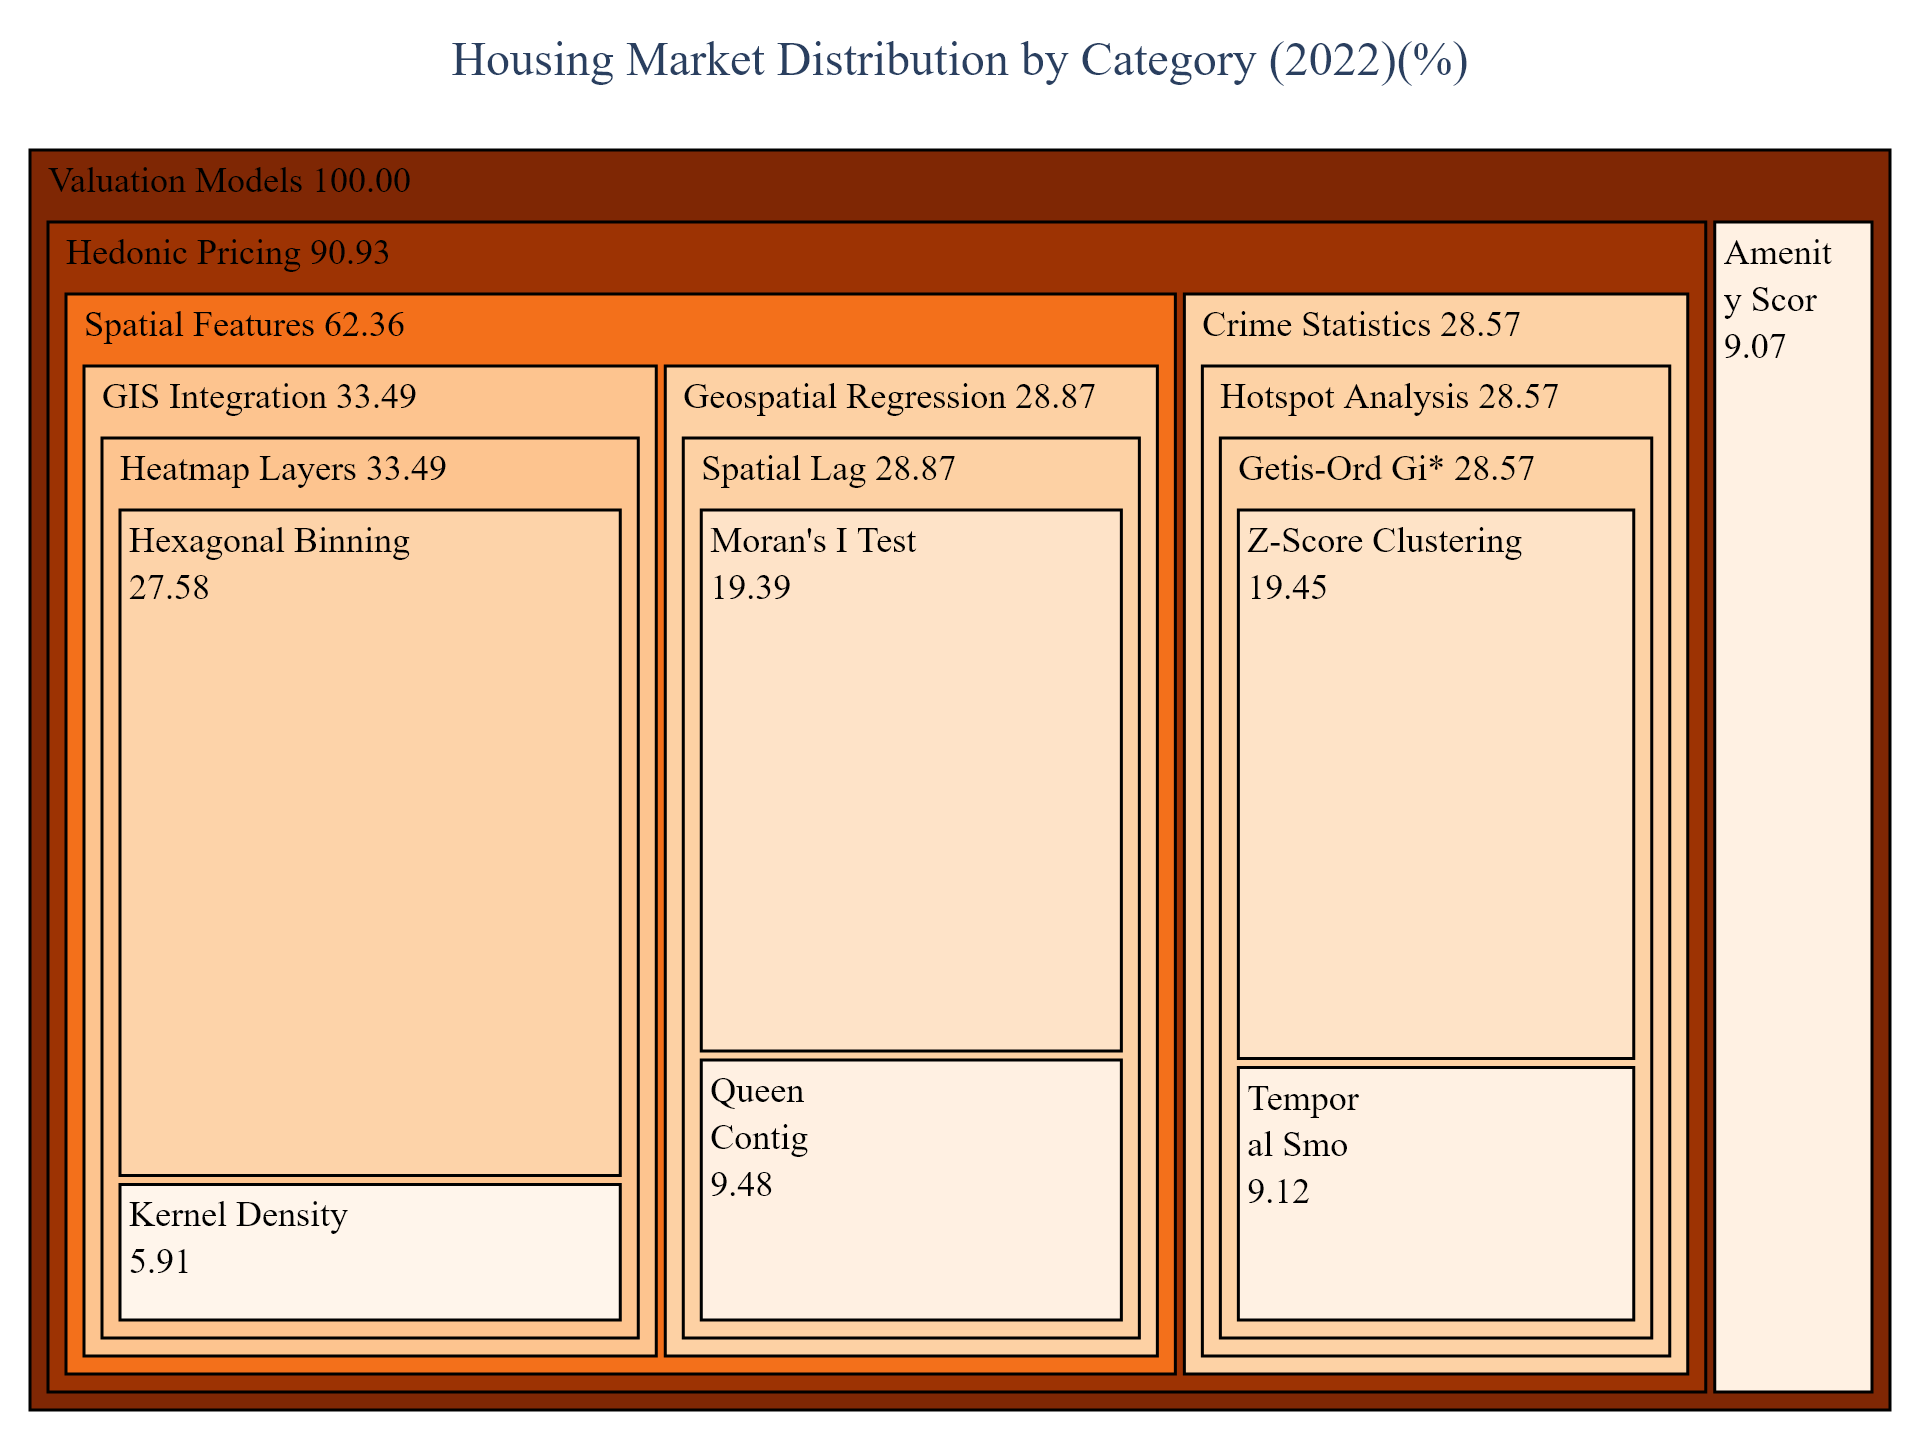 Housing Market Distribution by Category (2022)(%)
Valuation Models 100.00
Hedonic Pricing 90.93
Spatial Features 62.36
GIS Integration 33.49
Heatmap Layers 33.49
Hexagonal Binning
27.58
Kernel Density
5.91
Geospatial Regression 28.87
Spatial Lag 28.87
Moran's I Test
19.39
Queen
Contig
9.48
Crime Statistics 28.57
Hotspot Analysis 28.57
Getis-Ord Gi* 28.57
Z-Score Clustering
19.45
Tempor
al Smo
9.12
Amenit
y Scor
9.07